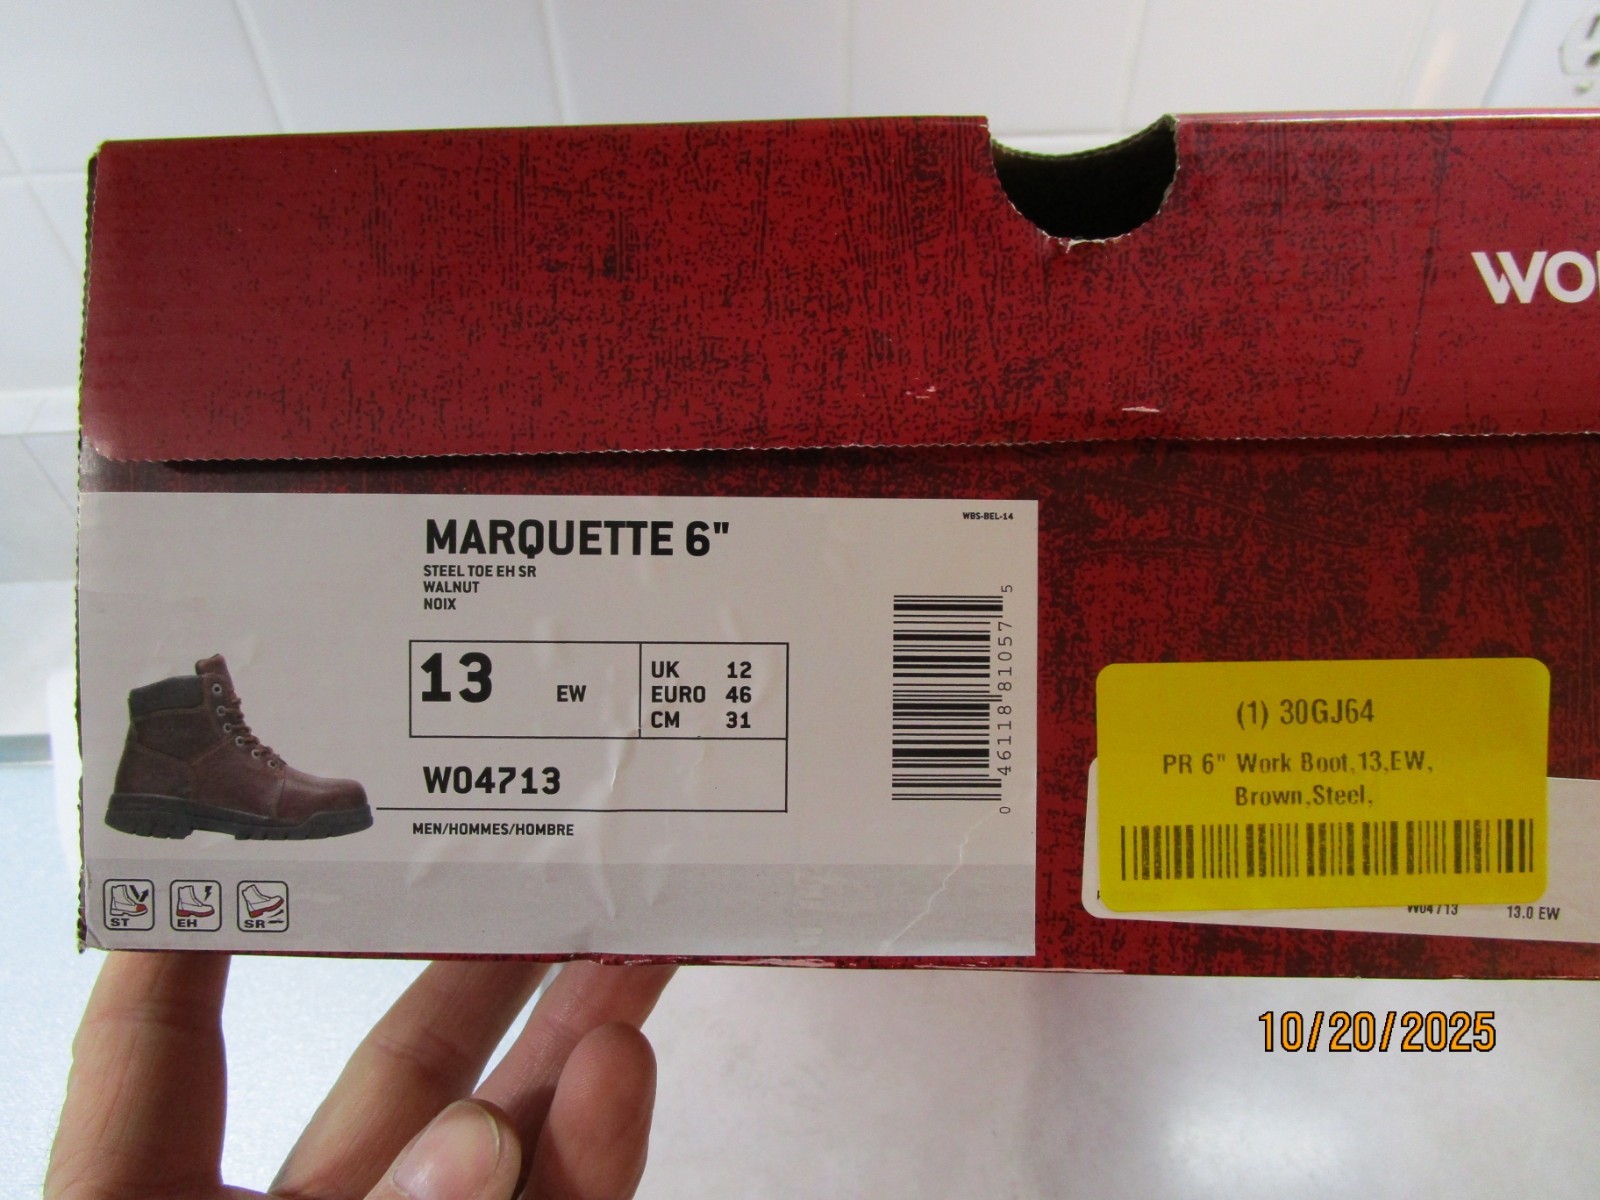 WO
MARQUETTE 6"
WBS-BEL-14
STEEL TOE EH SR
WALNUT
NOIX
13 EW
UK 12
EURO 46
CM 31
W04713
MEN/HOMMES/HOMBRE
0 46118 81057 5
ST EH SR
(1) 30GJ64
PR 6" Work Boot,13,EW,
Brown,Steel,
W04713 13.0 EW
10/20/2025